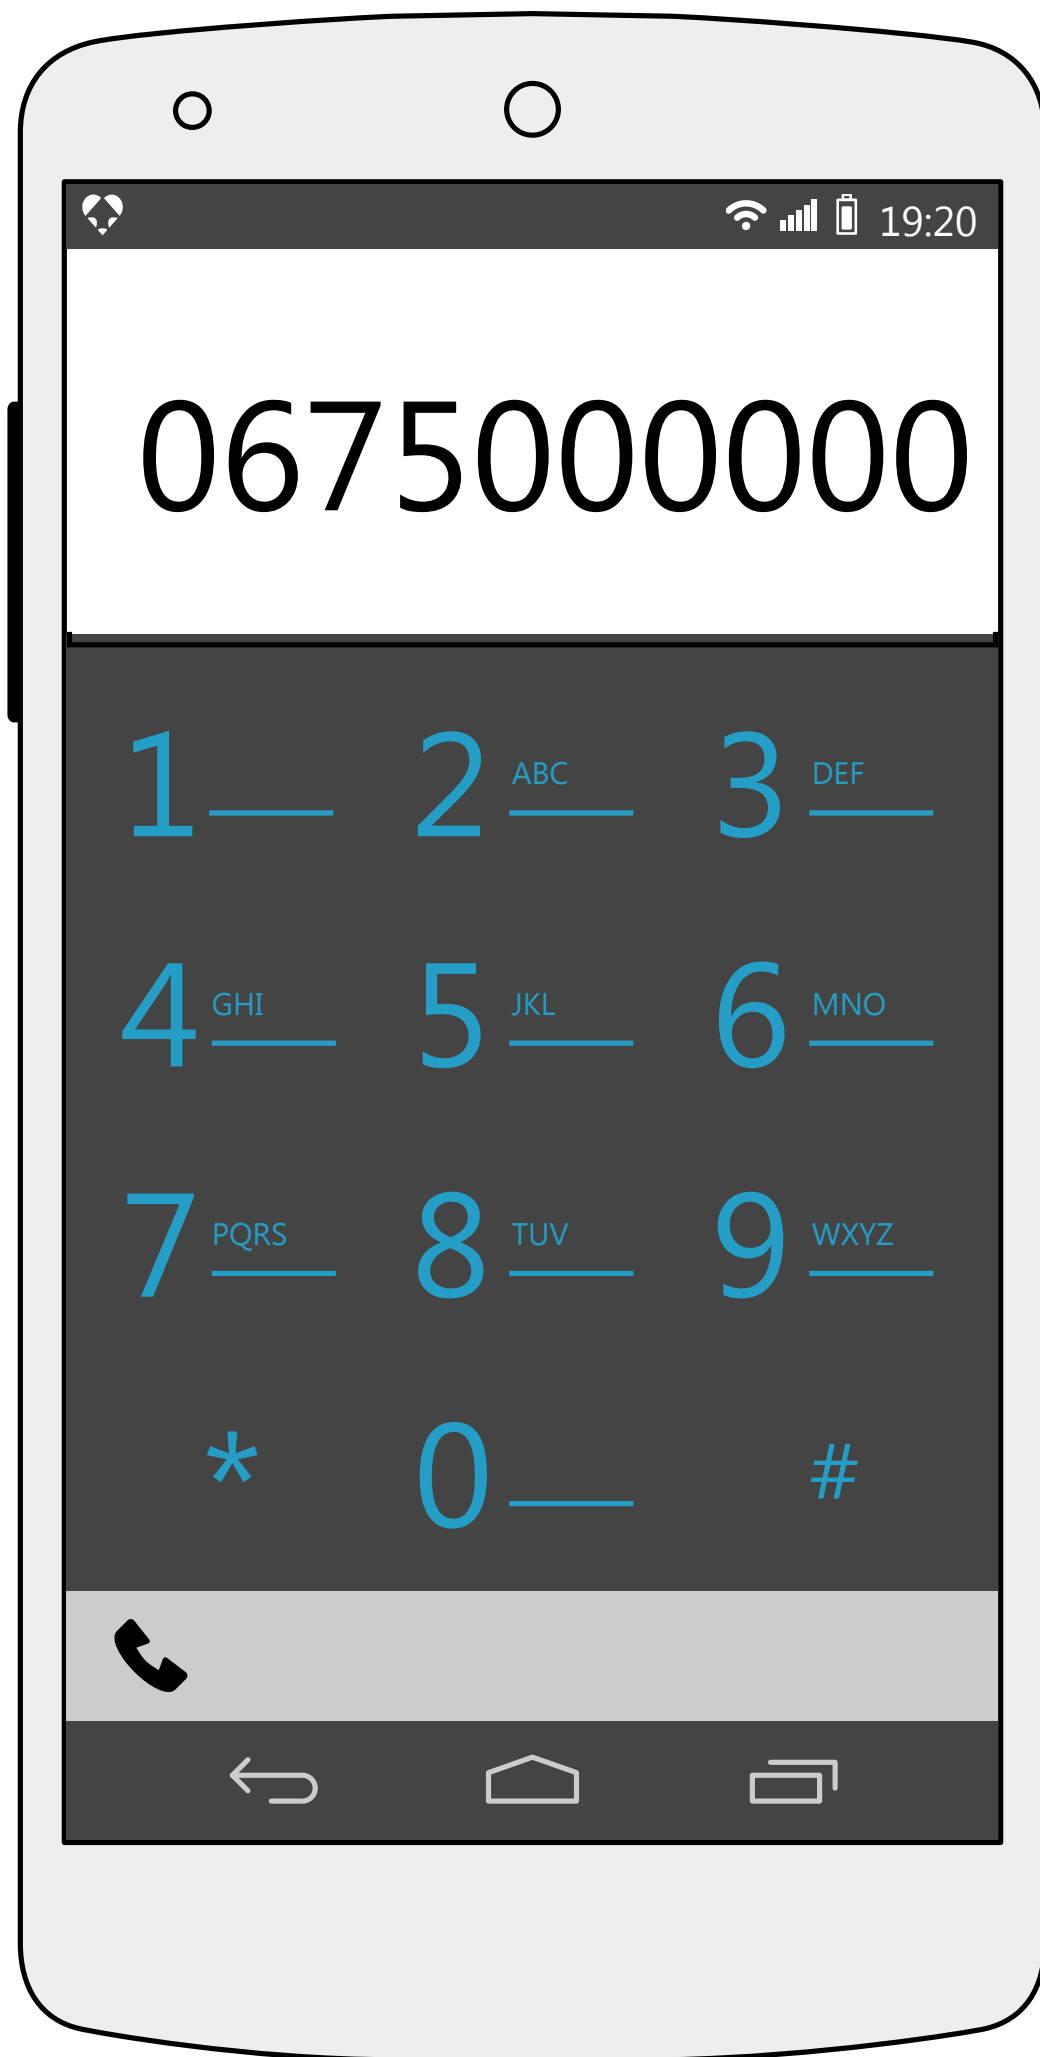 19:20
0675000000
1 2 ABC 3 DEF
4 GHI 5 JKL 6 MNO
7 PQRS 8 TUV 9 WXYZ
* 0 #